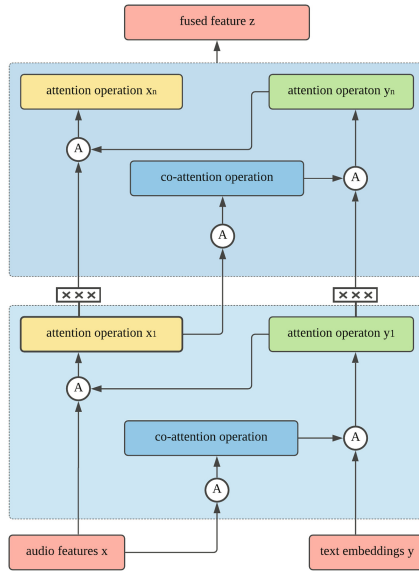 fused feature z
attention operation xn
attention operaton yn
A
co-attention operation
A
A
×××
×××
attention operation x1
attention operaton y1
A
co-attention operation
A
A
audio features x
text embeddings y